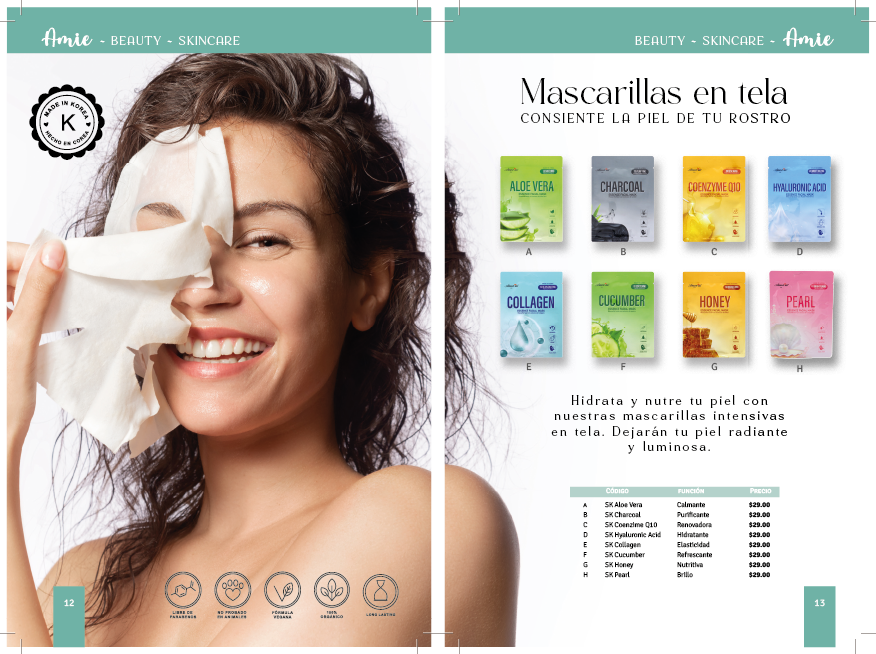 Amie ~ BEAUTY ~ SKINCARE
MADE IN KOREA
K
HECHO EN COREA
LIBRE DE
PARABENOS
NO PROBADO
EN ANIMALES
FÓRMULA
VEGANA
100%
ORGÁNICO
LONG LASTING
12
BEAUTY ~ SKINCARE ~ Amie
Mascarillas en tela
CONSIENTE LA PIEL DE TU ROSTRO
ALOE VERA
CHARCOAL
COENZYME Q10
HYALURONIC ACID
A
B
C
D
COLLAGEN
CUCUMBER
HONEY
PEARL
E
F
G
H
Hidrata y nutre tu piel con
nuestras mascarillas intensivas
en tela. Dejarán tu piel radiante
y luminosa.
CÓDIGO FUNCIÓN PRECIO
A SK Aloe Vera Calmante $29.00
B SK Charcoal Purificante $29.00
C SK Coenzime Q10 Renovadora $29.00
D SK Hyaluronic Acid Hidratante $29.00
E SK Collagen Elasticidad $29.00
F SK Cucumber Refrescante $29.00
G SK Honey Nutritiva $29.00
H SK Pearl Brillo $29.00
13